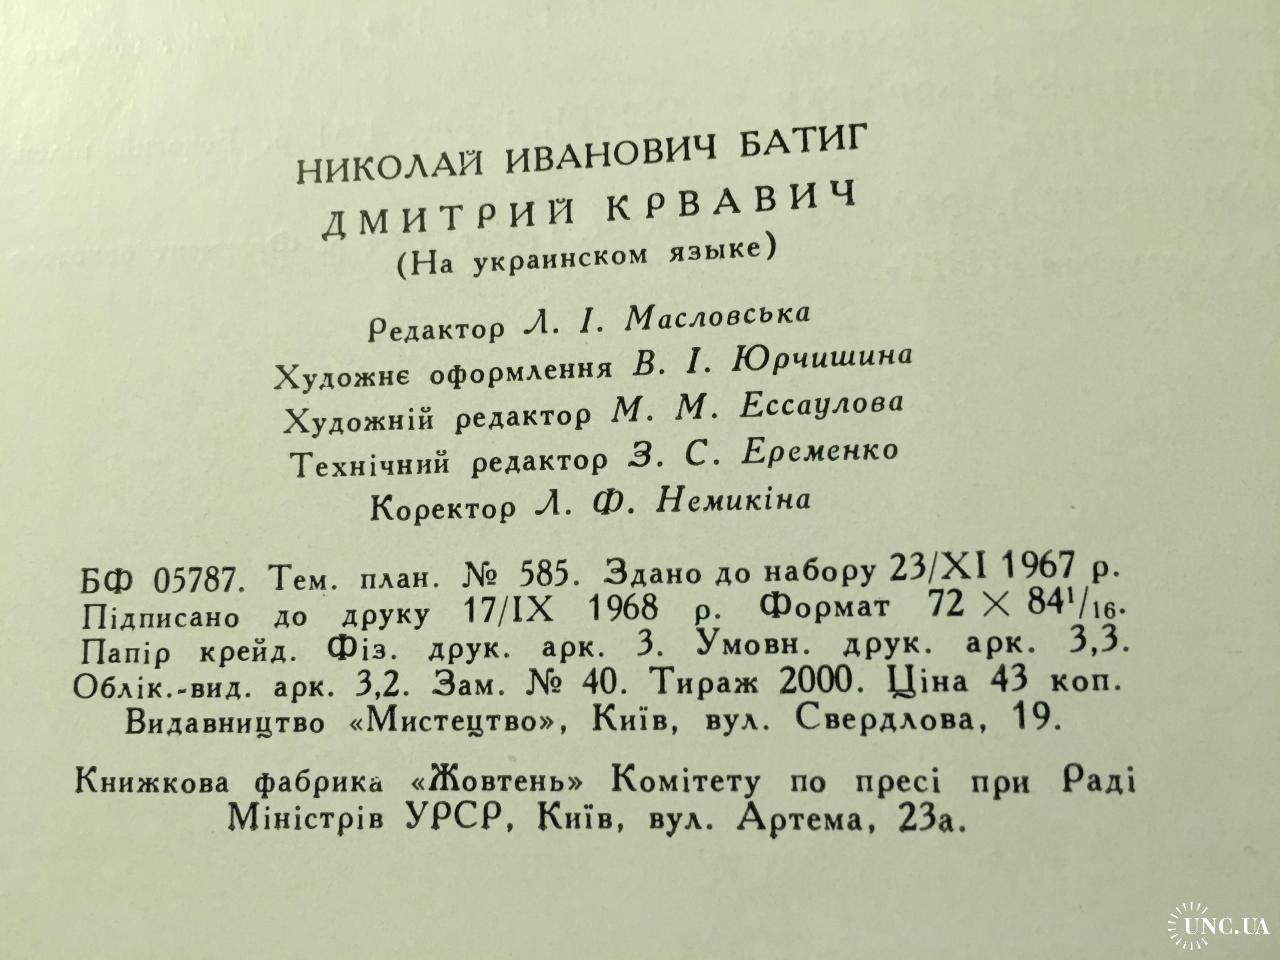 НИКОЛАЙ ИВАНОВИЧ БАТИГ
ДМИТРИЙ КРВАВИЧ
(На украинском языке)
Редактор Л. І. Масловська
Художнє оформлення В. І. Юрчишина
Художній редактор М. М. Ессаулова
Технічний редактор З. С. Еременко
Коректор Л. Ф. Немикіна
БФ 05787. Тем. план. № 585. Здано до набору 23/XI 1967 р.
Підписано до друку 17/IX 1968 р. Формат 72 × 84¹/₁₆.
Папір крейд. Фіз. друк. арк. 3. Умовн. друк. арк. 3,3.
Облік.-вид. арк. 3,2. Зам. № 40. Тираж 2000. Ціна 43 коп.
Видавництво «Мистецтво», Київ, вул. Свердлова, 19.
Книжкова фабрика «Жовтень» Комітету по пресі при Раді
Міністрів УРСР, Київ, вул. Артема, 23а.
UNC.UA